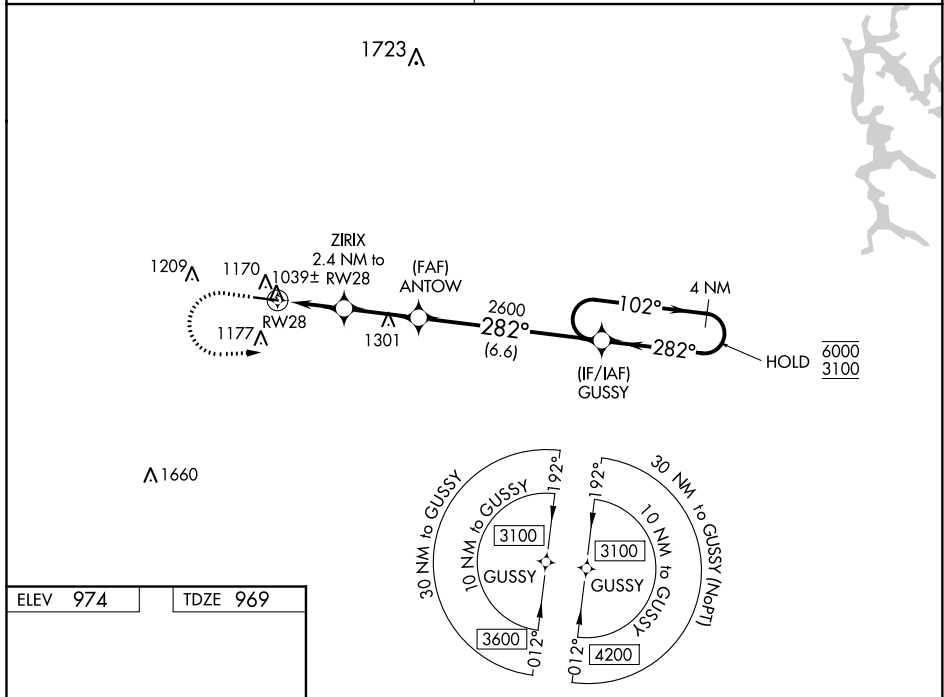 1723
ZIRIX
2.4 NM to
RW28
(FAF)
ANTOW
1209
1170
1039±
RW28
1177
1301
2600
282°
(6.6)
102°
4 NM
282°
HOLD
6000
3100
(IF/IAF)
GUSSY
1660
30 NM to GUSSY
10 NM to GUSSY
192°
3100
GUSSY
3600
012°
192°
30 NM to GUSSY (NoPT)
10 NM to GUSSY
3100
GUSSY
4200
012°
ELEV 974
TDZE 969